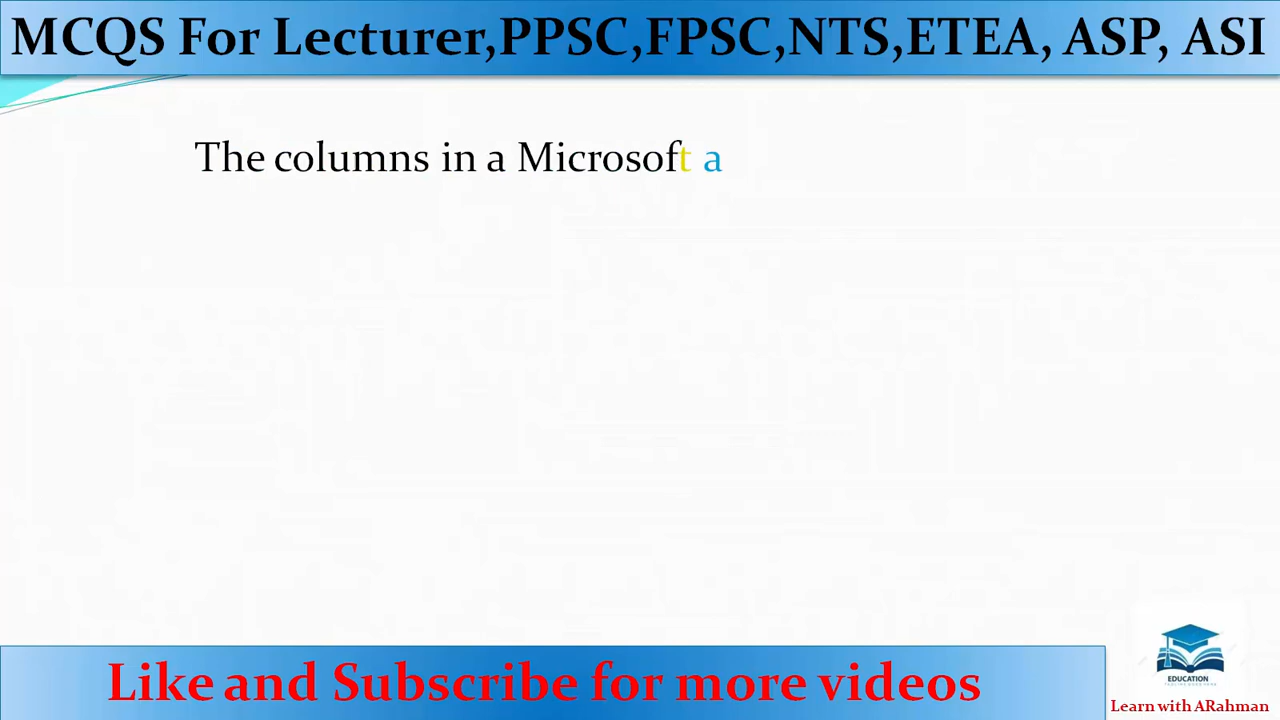 MCQS For Lecturer,PPSC,FPSC,NTS,ETEA, ASP, ASI
The columns in a Microsoft a
Like and Subscribe for more videos
EDUCATION
Learn with ARahman